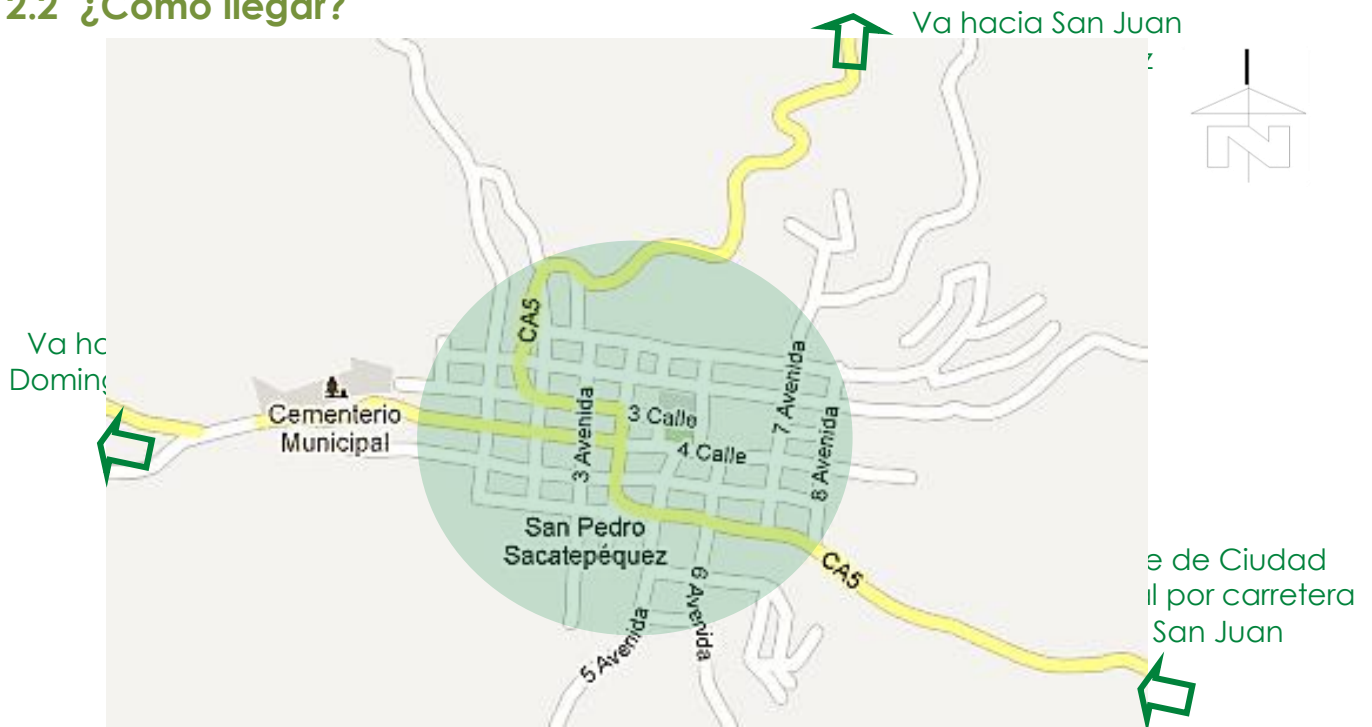 2.2 ¿Cómo llegar?
Va hacia San Juan
z
CA5
Va ha
Doming
Cementerio
Municipal
3 Avenida
3 Calle
4 Calle
7 Avenida
8 Avenida
San Pedro
Sacatepéquez
CA5
5 Avenida
6 Avenida
e de Ciudad
l por carretera
San Juan
N